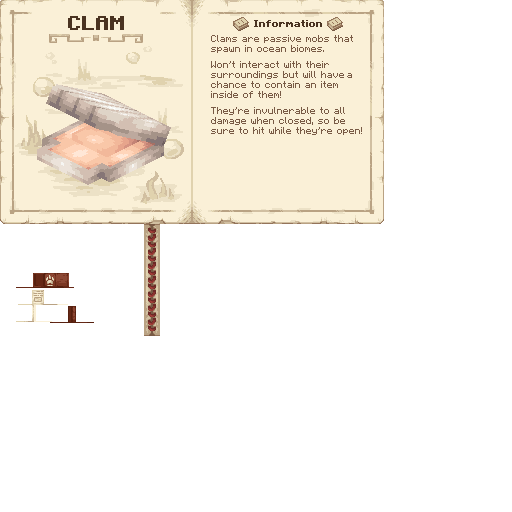 CLAM
Information
Clams are passive mobs that
spawn in ocean biomes.
Won't interact with their
surroundings but will have a
chance to contain an item
inside of them!
They're invulnerable to all
damage when closed, so be
sure to hit while they're open!